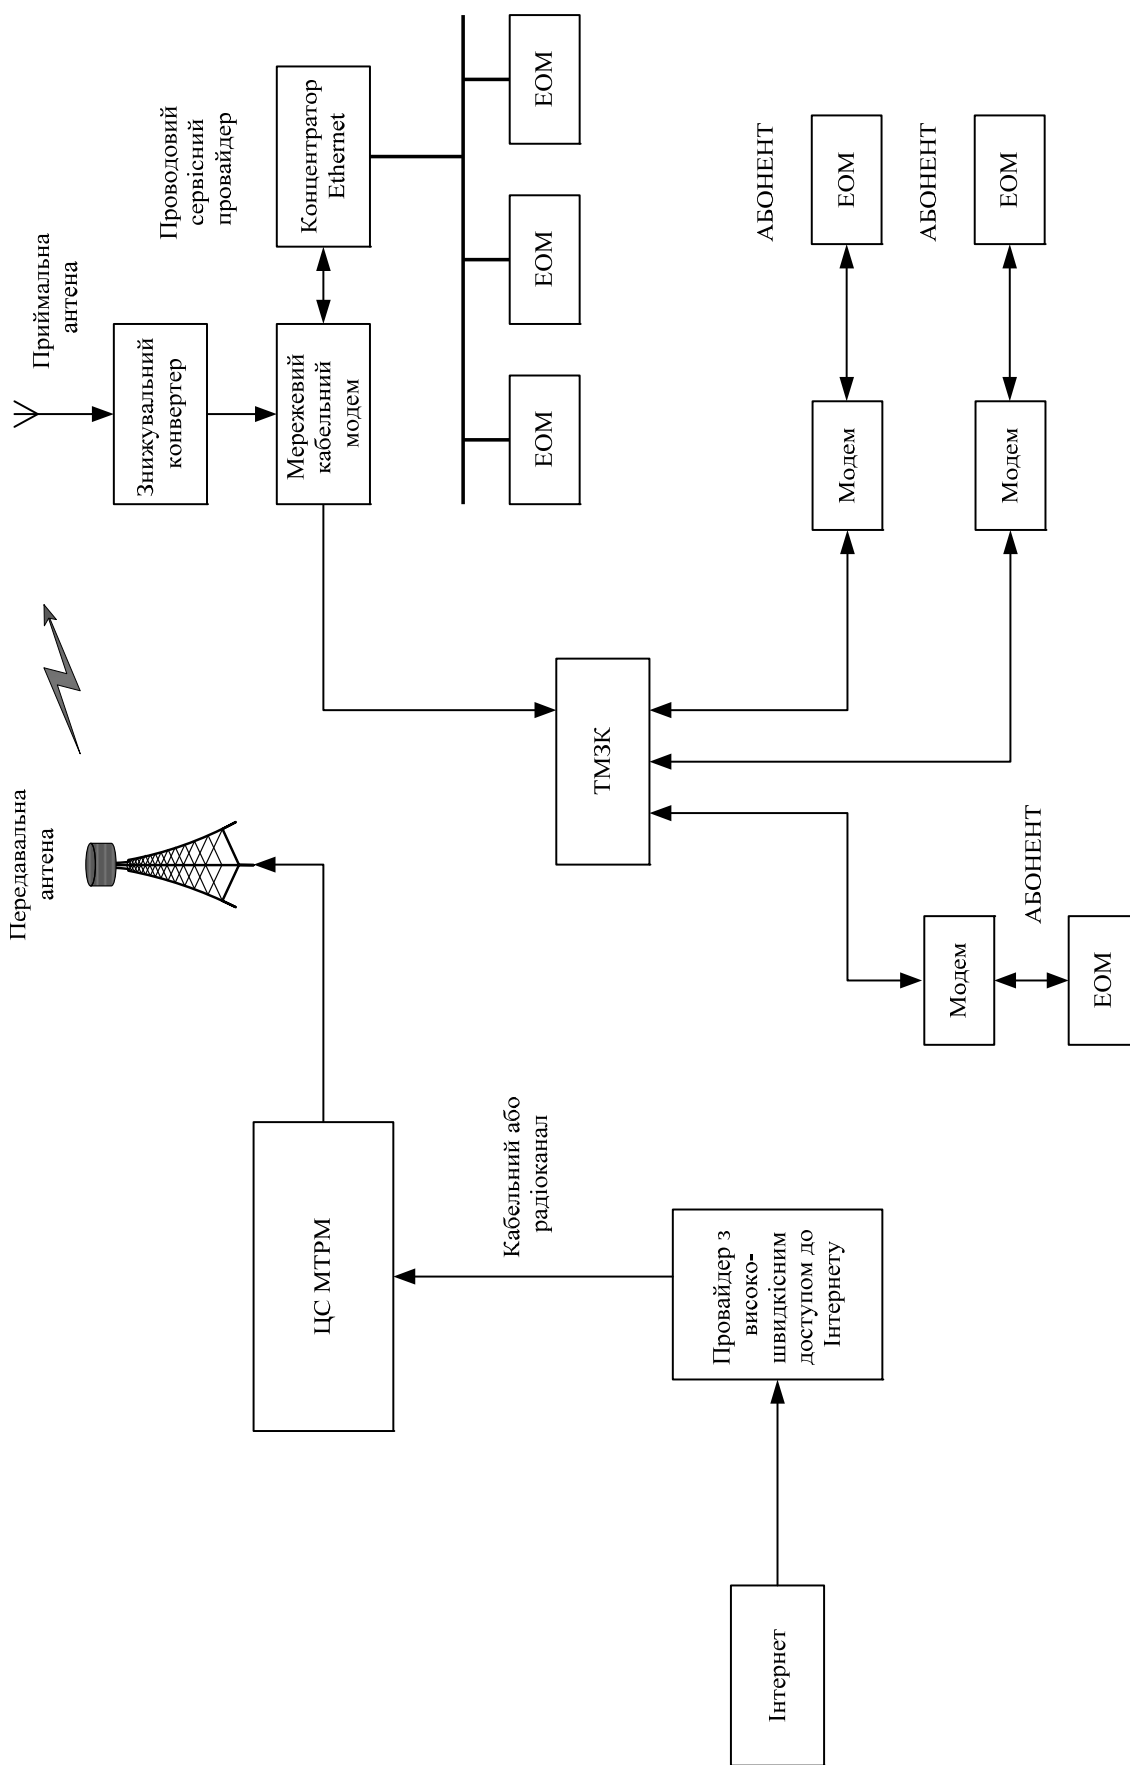 Передавальна
антена
Приймальна
антена
Знижувальний
конвертер
Проводовий
сервісний
провайдер
ЦС МТРМ
Мережевий
кабельний
модем
Концентратор
Ethernet
Кабельний або
радіоканал
ЕОМ
ЕОМ
ЕОМ
ТМЗК
Інтернет
Провайдер з
високо-
швидкісним
доступом до
Інтернету
АБОНЕНТ
Модем
ЕОМ
АБОНЕНТ
Модем
ЕОМ
Модем
АБОНЕНТ
ЕОМ